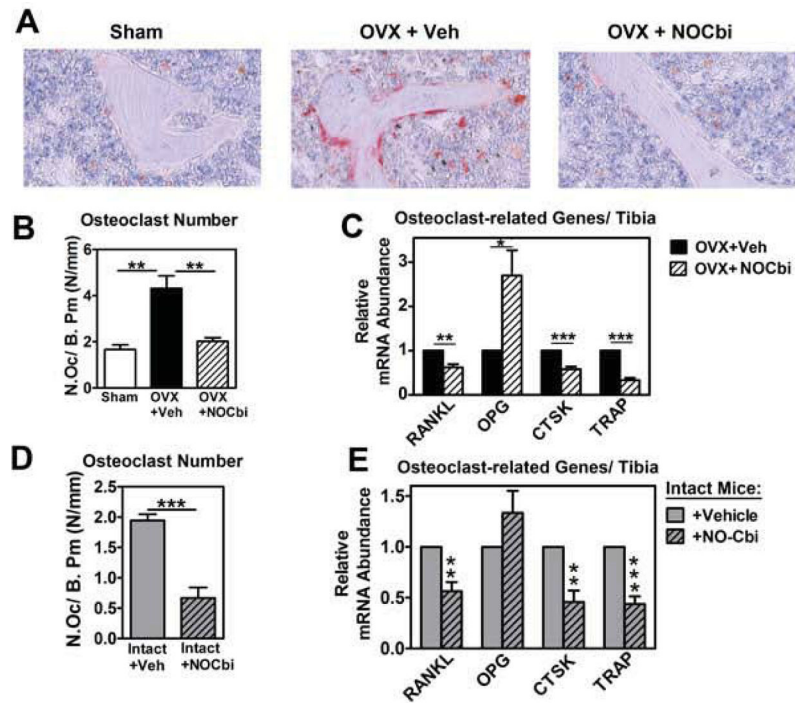 A
Sham
OVX + Veh
OVX + NOCbi
B
Osteoclast Number
N.Oc/ B. Pm (N/mm)
6
4
2
0
**
**
Sham
OVX
+Veh
OVX
+NOCbi
C
Osteoclast-related Genes/ Tibia
Relative
mRNA Abundance
3
2
1
0
**
*
***
***
RANKL
OPG
CTSK
TRAP
OVX+Veh
OVX+NOCbi
D
Osteoclast Number
N.Oc/ B. Pm (N/mm)
2.5
2.0
1.5
1.0
0.5
0.0
***
Intact
+Veh
Intact
+NOCbi
E
Osteoclast-related Genes/ Tibia
Relative
mRNA Abundance
1.5
1.0
0.5
0.0
**
**
***
RANKL
OPG
CTSK
TRAP
Intact Mice:
+Vehicle
+NO-Cbi